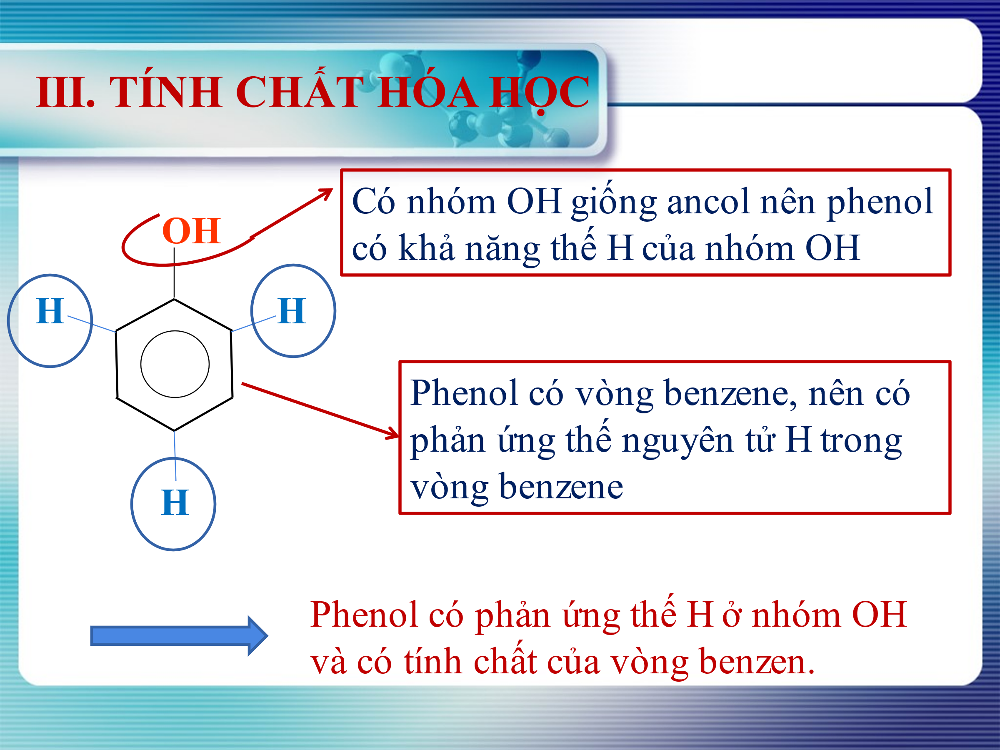 III. TÍNH CHẤT HÓA HỌC
Có nhóm OH giống ancol nên phenol
có khả năng thế H của nhóm OH
OH
H
H
Phenol có vòng benzene, nên có
phản ứng thế nguyên tử H trong
vòng benzene
H
Phenol có phản ứng thế H ở nhóm OH
và có tính chất của vòng benzen.